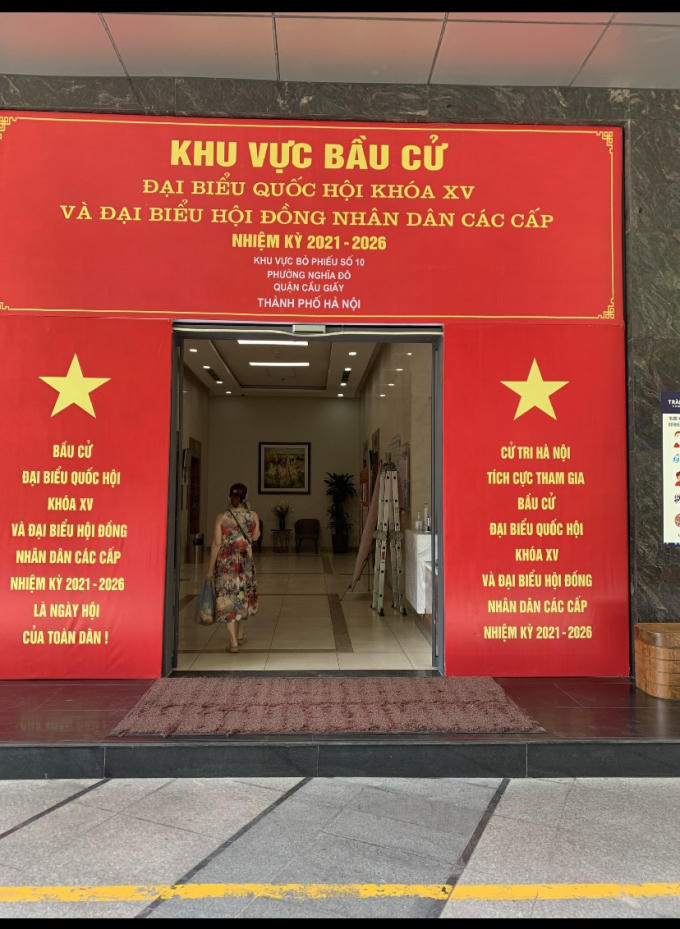 KHU VỰC BẦU CỬ
ĐẠI BIỂU QUỐC HỘI KHÓA XV
VÀ ĐẠI BIỂU HỘI ĐỒNG NHÂN DÂN CÁC CẤP
NHIỆM KỲ 2021 - 2026
KHU VỰC BỎ PHIẾU SỐ 10
PHƯỜNG NGHĨA ĐÔ
QUẬN CẦU GIẤY
THÀNH PHỐ HÀ NỘI
BẦU CỬ
ĐẠI BIỂU QUỐC HỘI
KHÓA XV
VÀ ĐẠI BIỂU HỘI ĐỒNG
NHÂN DÂN CÁC CẤP
NHIỆM KỲ 2021 - 2026
LÀ NGÀY HỘI
CỦA TOÀN DÂN !
CỬ TRI HÀ NỘI
TÍCH CỰC THAM GIA
BẦU CỬ
ĐẠI BIỂU QUỐC HỘI
KHÓA XV
VÀ ĐẠI BIỂU HỘI ĐỒNG
NHÂN DÂN CÁC CẤP
NHIỆM KỲ 2021 - 2026